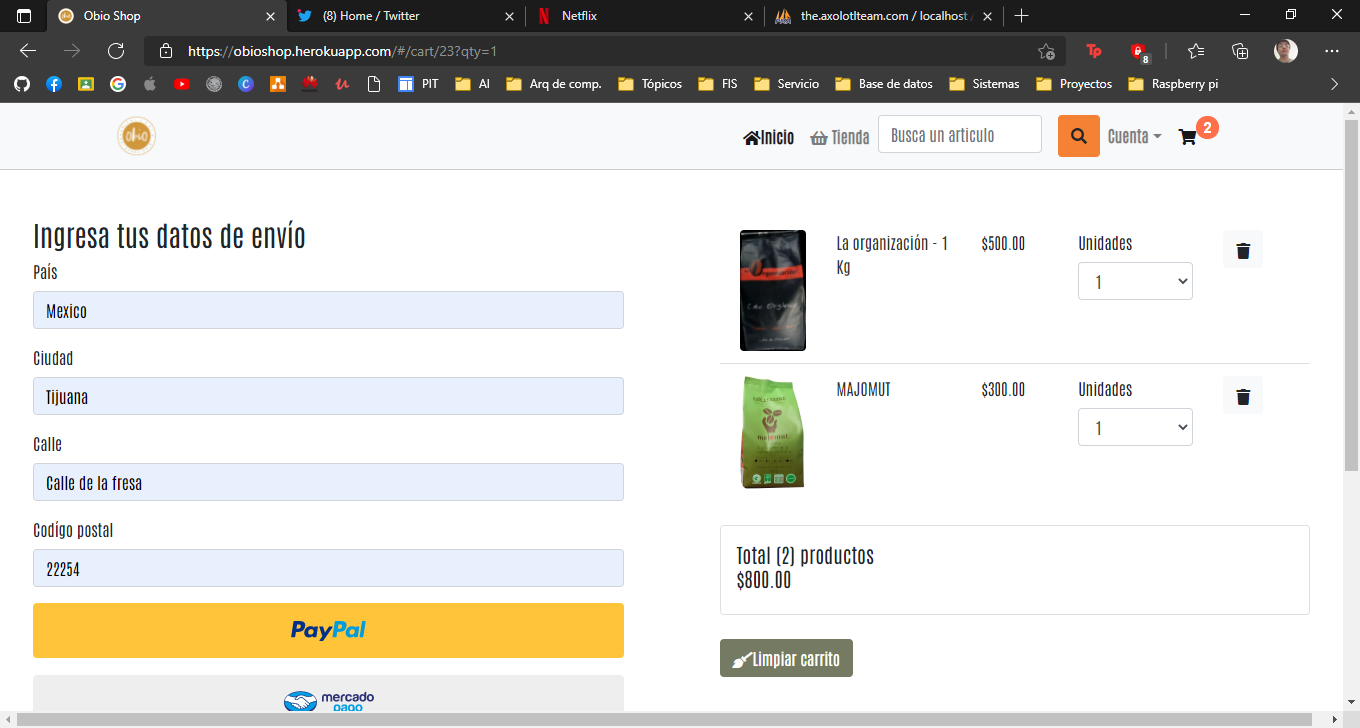 Obio Shop
(8) Home / Twitter
Netflix
the.axolotlteam.com / localhost /
https://obioshop.herokuapp.com/#/cart/23?qty=1
8
PIT
AI
Arq de comp.
Tópicos
FIS
Servicio
Base de datos
Sistemas
Proyectos
Raspberry pi
obio
Inicio
Tienda
Busca un articulo
Cuenta
2
Ingresa tus datos de envío
País
Mexico
Ciudad
Tijuana
Calle
Calle de la fresa
Codígo postal
22254
PayPal
mercado
pago
La organización - 1
Kg
$500.00
Unidades
1
MAJOMUT
$300.00
Unidades
1
majomut
Total (2) productos
$800.00
Limpiar carrito